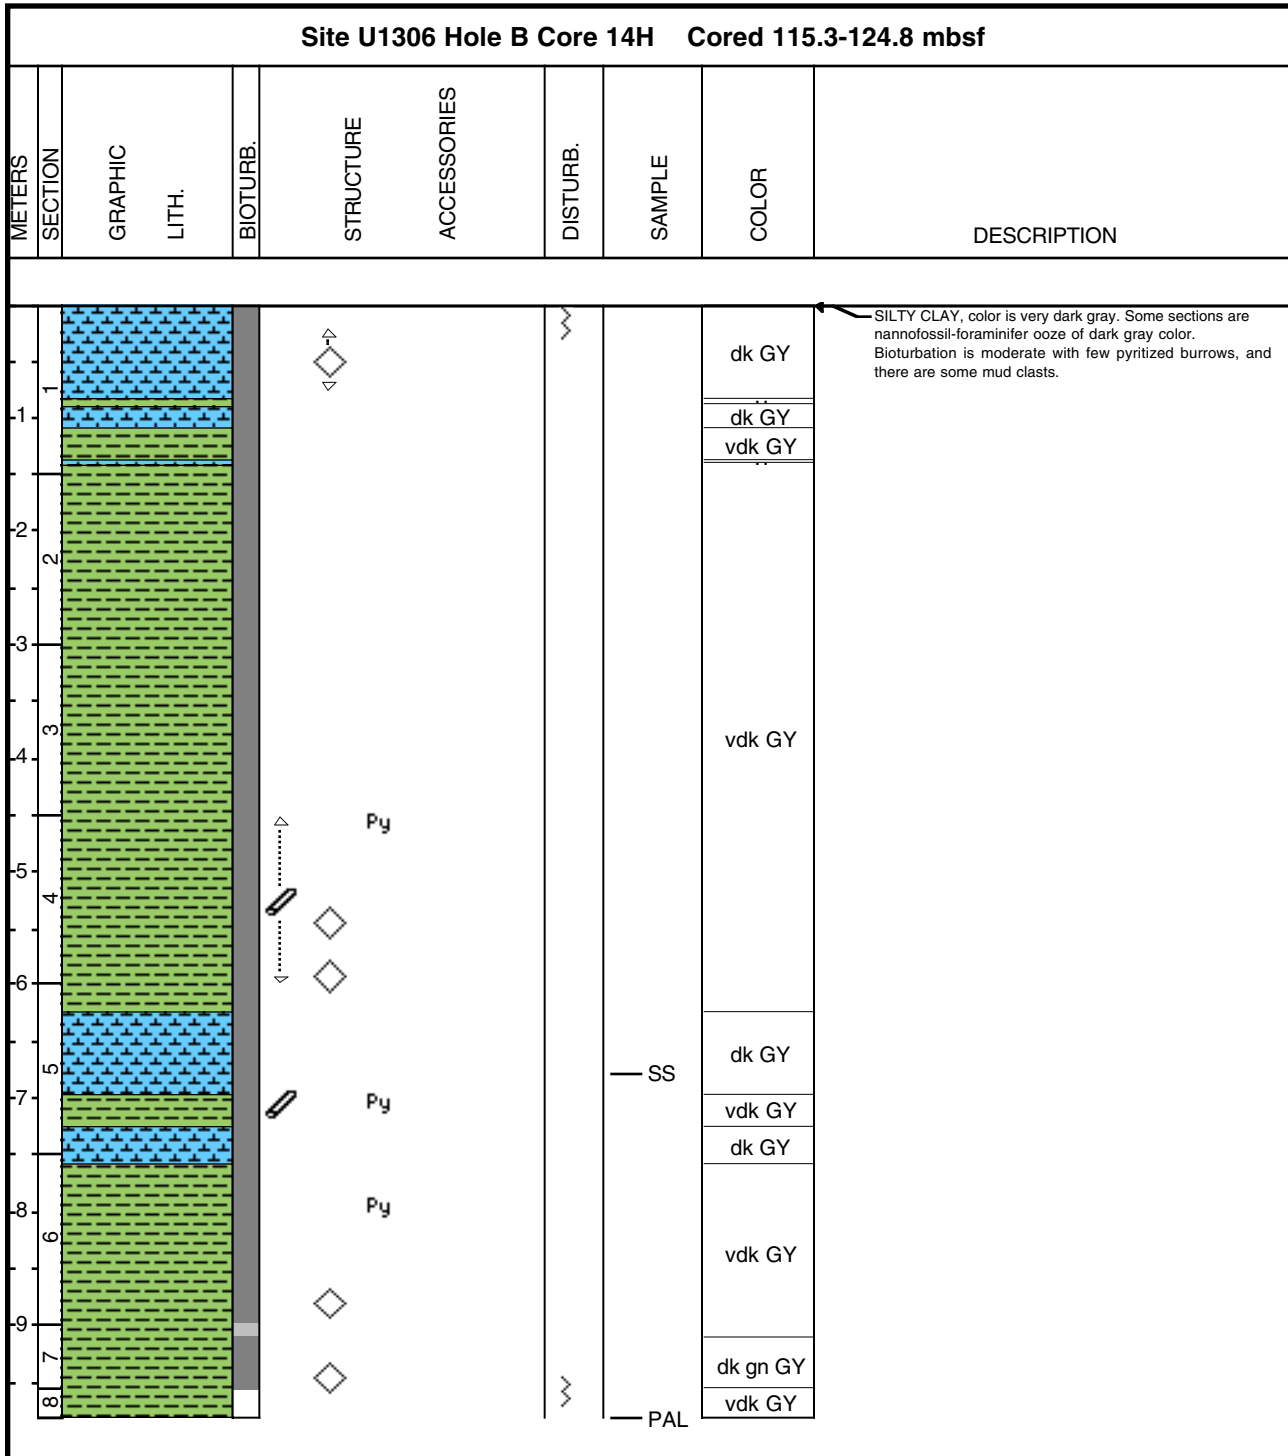 Site U1306 Hole B Core 14H Cored 115.3-124.8 mbsf
METERS
SECTION
GRAPHIC
LITH.
BIOTURB.
STRUCTURE
ACCESSORIES
DISTURB.
SAMPLE
COLOR
DESCRIPTION
SILTY CLAY, color is very dark gray. Some sections are
nannofossil-foraminifer ooze of dark gray color.
Bioturbation is moderate with few pyritized burrows, and
there are some mud clasts.
dk GY
1
1
dk GY
vdk GY
2
2
3
3
vdk GY
4
Py
5
4
6
dk GY
5
SS
7
Py
vdk GY
dk GY
8
Py
6
vdk GY
9
7
dk gn GY
8
vdk GY
PAL